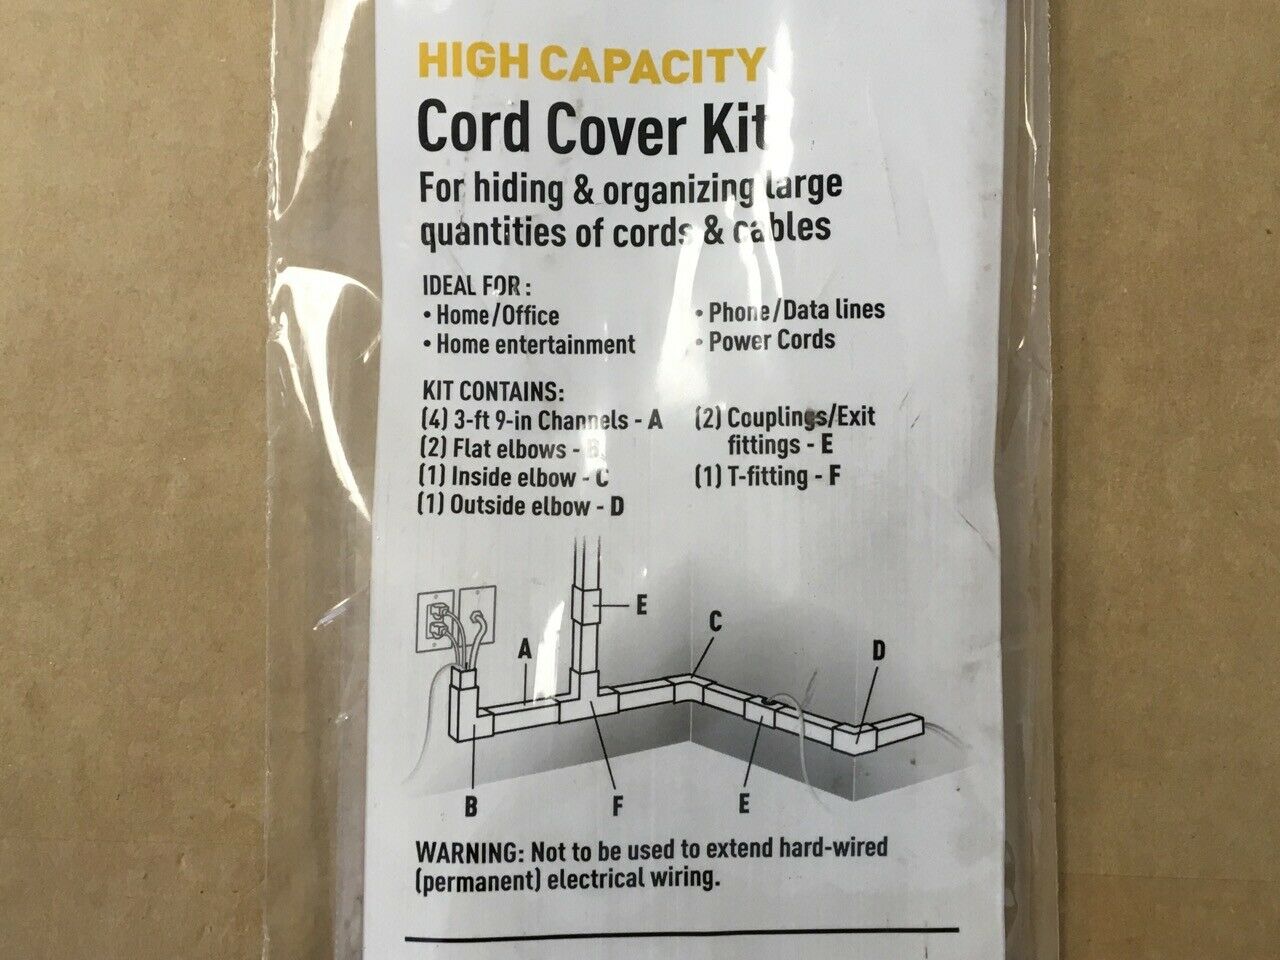 HIGH CAPACITY
Cord Cover Kit
For hiding & organizing large
quantities of cords & cables
IDEAL FOR :
• Home/Office
• Home entertainment
• Phone/Data lines
• Power Cords
KIT CONTAINS:
(4) 3-ft 9-in Channels - A
(2) Flat elbows - B
(1) Inside elbow - C
(1) Outside elbow - D
(2) Couplings/Exit
fittings - E
(1) T-fitting - F
E
C
A
D
B
F
E
WARNING: Not to be used to extend hard-wired
(permanent) electrical wiring.